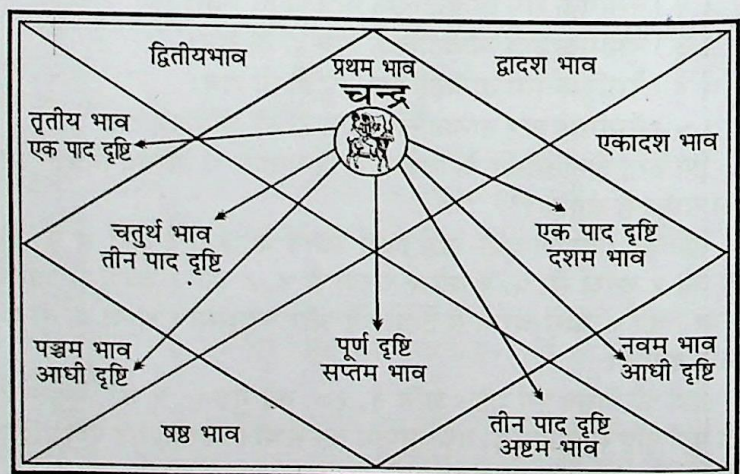 द्वितीयभाव
प्रथम भाव
चन्द्र
द्वादश भाव
तृतीय भाव
एक पाद दृष्टि
एकादश भाव
चतुर्थ भाव
तीन पाद दृष्टि
एक पाद दृष्टि
दशम भाव
पञ्चम भाव
आधी दृष्टि
पूर्ण दृष्टि
सप्तम भाव
नवम भाव
आधी दृष्टि
षष्ठ भाव
तीन पाद दृष्टि
अष्टम भाव